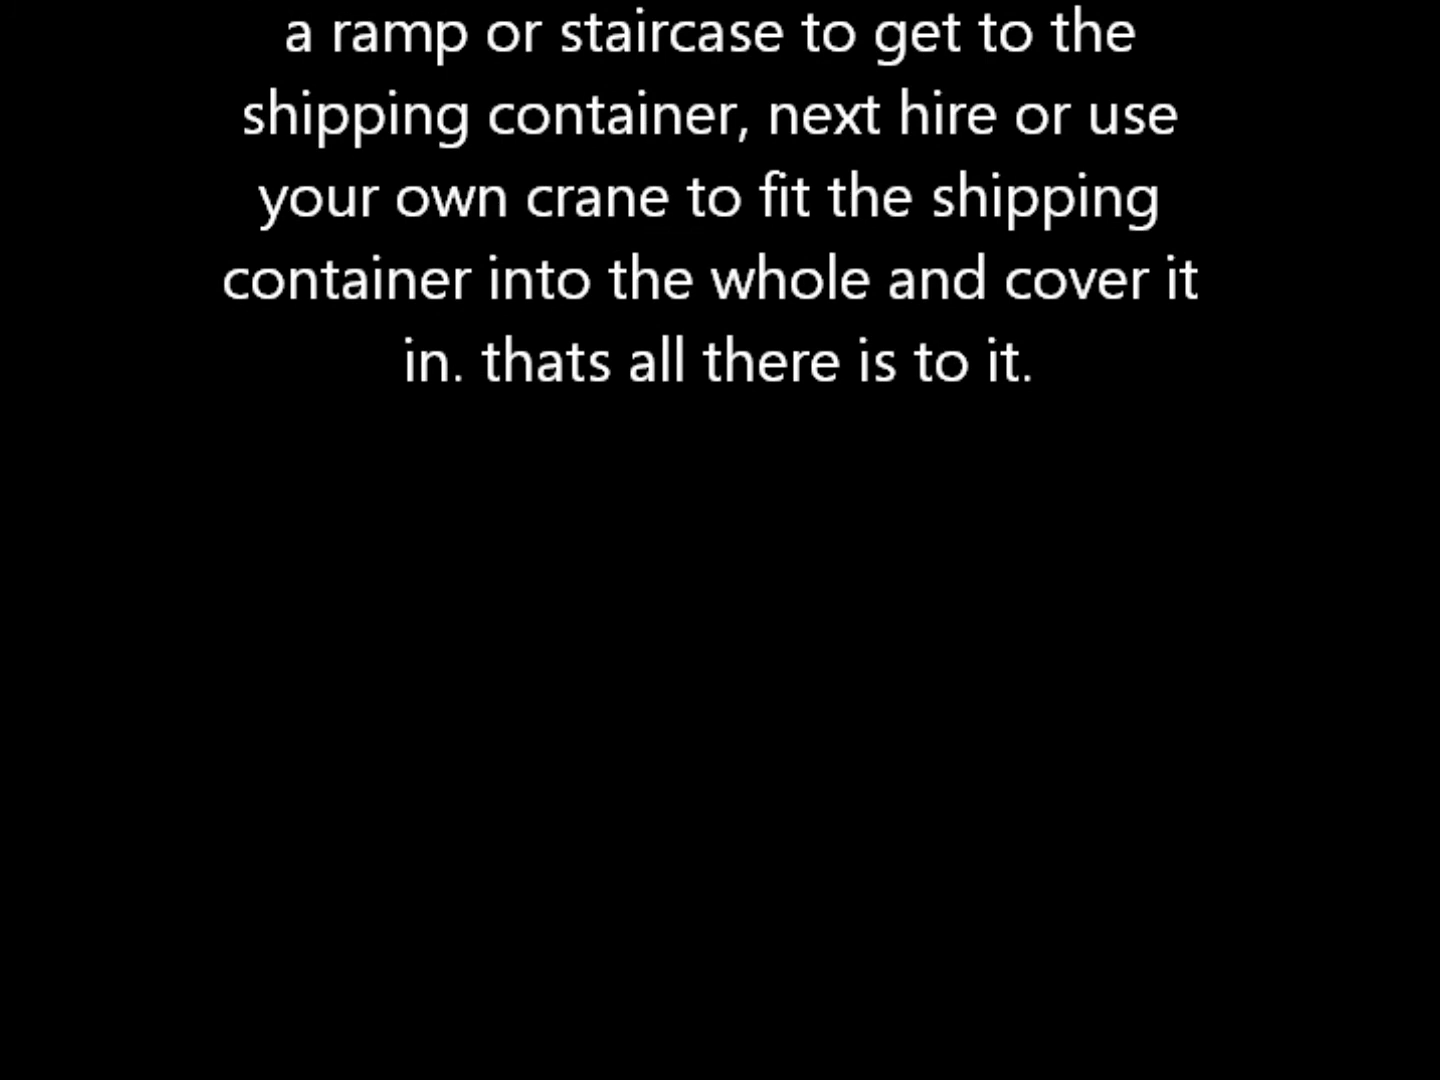 a ramp or staircase to get to the
shipping container, next hire or use
your own crane to fit the shipping
container into the whole and cover it
in. thats all there is to it.